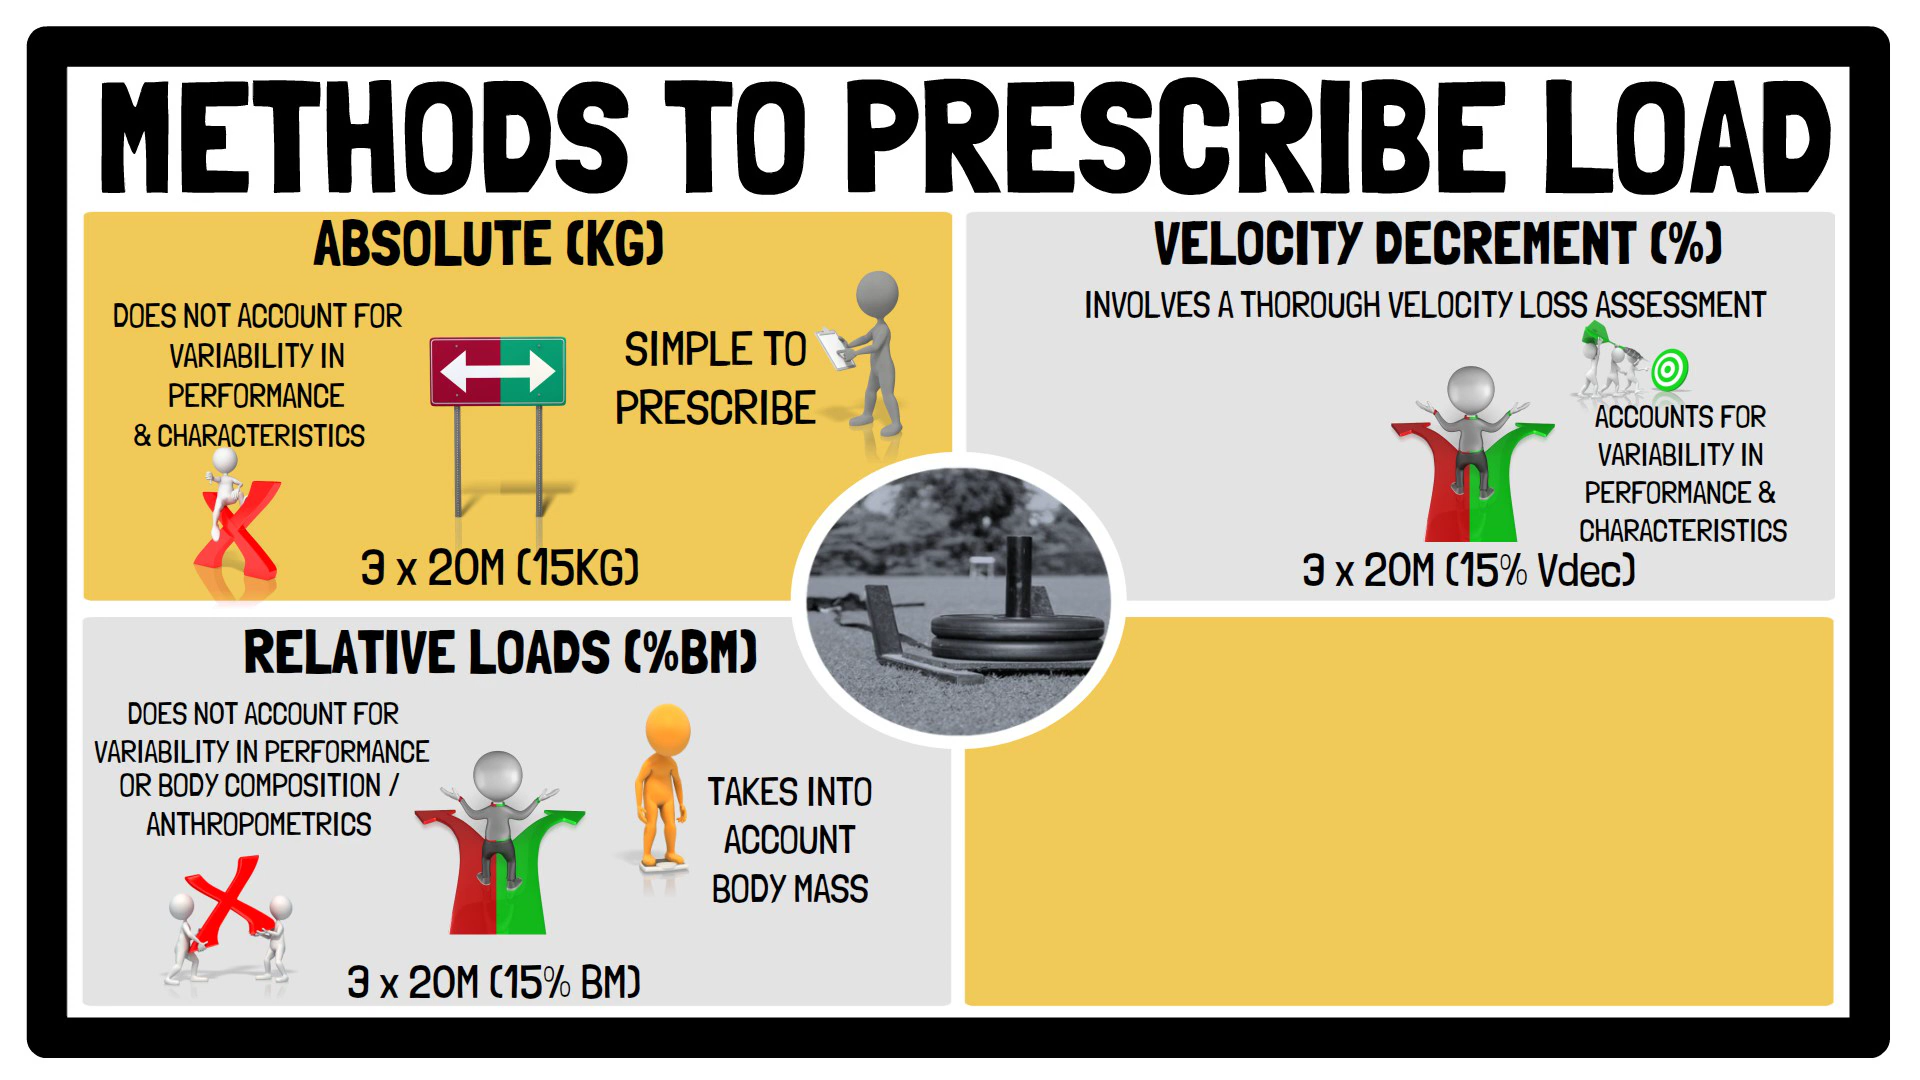 METHODS TO PRESCRIBE LOAD
ABSOLUTE (KG)
DOES NOT ACCOUNT FOR
VARIABILITY IN
PERFORMANCE
& CHARACTERISTICS
SIMPLE TO
PRESCRIBE
3 x 20M (15KG)
VELOCITY DECREMENT (%)
INVOLVES A THOROUGH VELOCITY LOSS ASSESSMENT
ACCOUNTS FOR
VARIABILITY IN
PERFORMANCE &
CHARACTERISTICS
3 x 20M (15% Vdec)
RELATIVE LOADS (%BM)
DOES NOT ACCOUNT FOR
VARIABILITY IN PERFORMANCE
OR BODY COMPOSITION /
ANTHROPOMETRICS
TAKES INTO
ACCOUNT
BODY MASS
3 x 20M (15% BM)